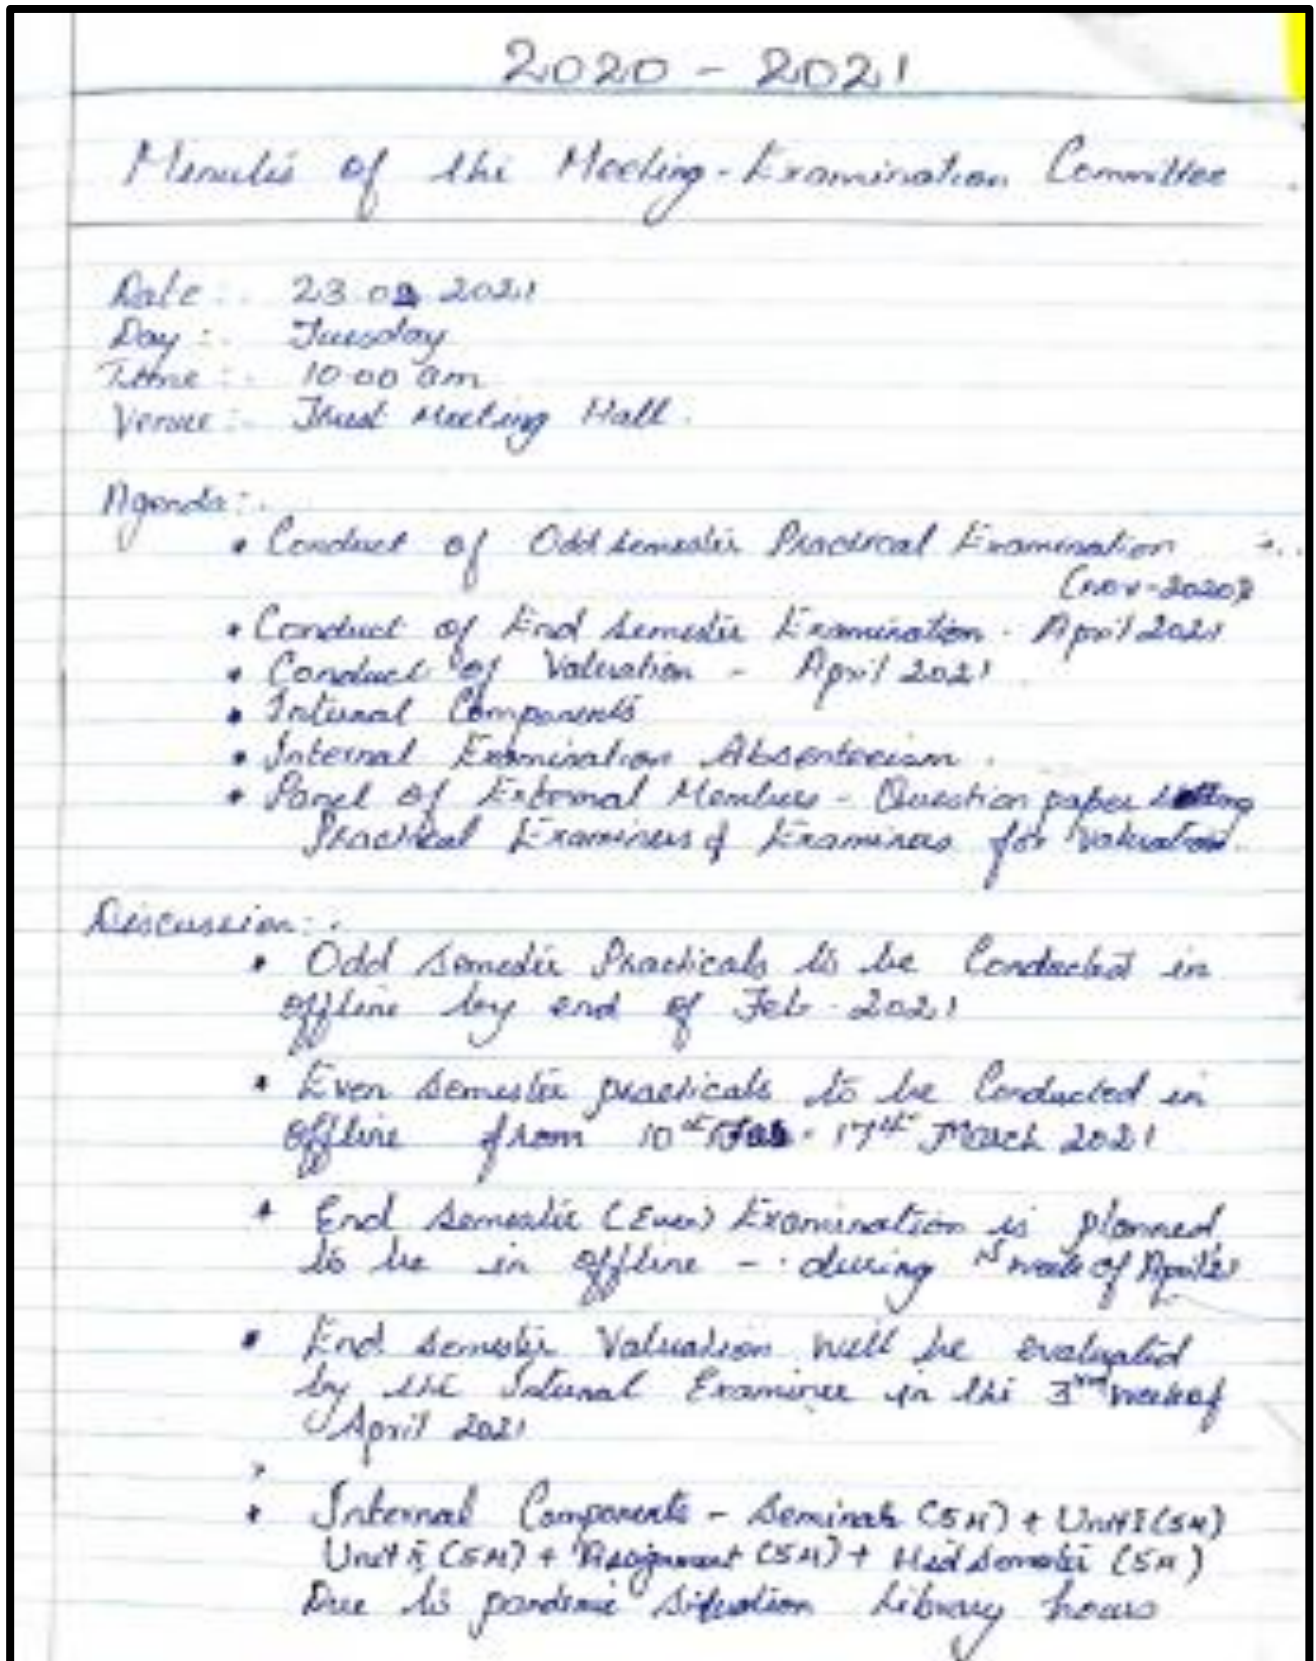 2020 - 2021
Minutes of the Meeting - Examination Committee
Date :- 23.02.2021
Day :- Tuesday
Time :- 10.00 am
Venue :- Trust Meeting Hall.
Agenda :-
• Conduct of Odd semester Practical Examination
(Nov-2020)
• Conduct of End semester Examination - April 2021
• Conduct of Valuation - April 2021
• Internal Components
• Internal Examination Absenteeism.
• Panel of External Members - Question paper setting
Practical Examiners & Examiners for Valuation.
Discussion :-
• Odd semester Practicals to be Conducted in
offline by end of Feb - 2021
• Even semester practicals to be Conducted in
offline from 10th - 17th March 2021
• End semester (Even) Examination is planned
to be in offline - during 1st week of April 21
• End semester Valuation will be evaluated
by the Internal Examiner in the 3rd week of
April 2021
• Internal Components - Seminar (5M) + Unit I (5M)
Unit II (5M) + Assignment (5M) + Mid semester (5M)
Due to pandemic situation library hours